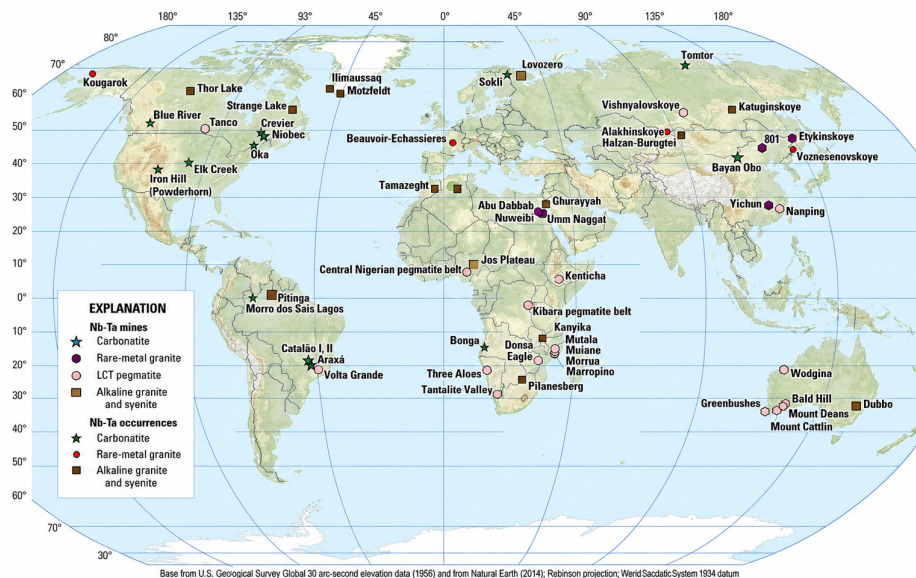 180° 135° 93° 45° 0° 45° 90° 135° 180°
80°
70°
60°
50°
40°
30°
20°
10°
0°
10°
20°
30°
40°
50°
60°
70°
30°
Kougarok
Thor Lake
Ilimaussaq
Motzfeldt
Strange Lake
Blue River
Tanco
Crevier
Niobec
Oka
Elk Creek
Iron Hill
(Powderhorn)
Sokli
Lovozero
Tomtor
Vishnyalovskoye
Katuginskoye
Beauvoir-Echassieres
Alakhinskoye
Halzan-Burugtei
801
Etykinskoye
Voznesenovskoye
Bayan Obo
Tamazeght
Abu Dabbab
Nuweibi
Ghurayyah
Umm Naggat
Yichun
Nanping
Jos Plateau
Central Nigerian pegmatite belt
Kenticha
Pitinga
Morro dos Sais Lagos
Kibara pegmatite belt
Kanyika
Bonga
Donsa
Eagle
Mutala
Muiane
Morrua
Marropino
Catalão I, II
Araxá
Volta Grande
Three Aloes
Tantalite Valley
Pilanesberg
Wodgina
Greenbushes
Bald Hill
Mount Deans
Mount Cattlin
Dubbo
EXPLANATION
Nb-Ta mines
Carbonatite
Rare-metal granite
LCT pegmatite
Alkaline granite
and syenite
Nb-Ta occurrences
Carbonatite
Rare-metal granite
Alkaline granite
and syenite
Base from U.S. Geological Survey Global 30 arc-second elevation data (1956) and from Natural Earth (2014); Rebinson projection; Werid Sacdatic System 1934 datum